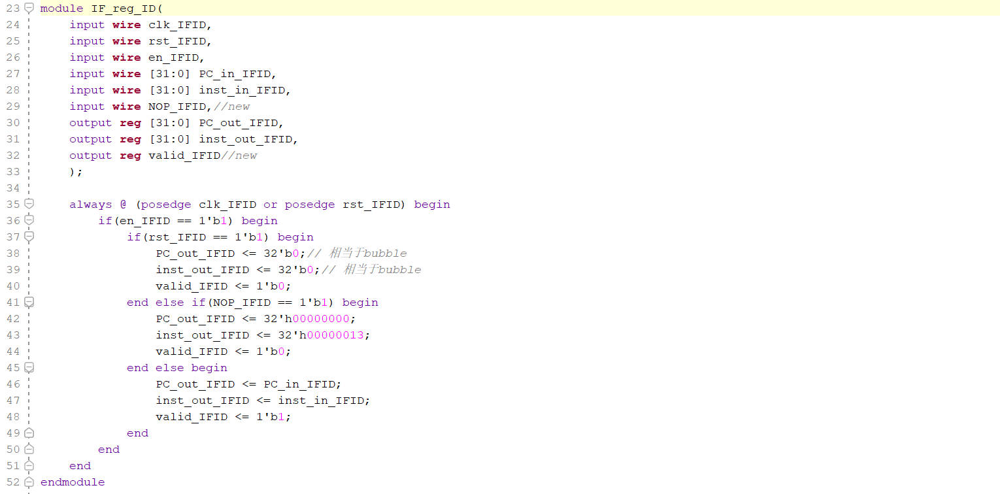 23 module IF_reg_ID(
24     input wire clk_IFID,
25     input wire rst_IFID,
26     input wire en_IFID,
27     input wire [31:0] PC_in_IFID,
28     input wire [31:0] inst_in_IFID,
29     input wire NOP_IFID,//new
30     output reg [31:0] PC_out_IFID,
31     output reg [31:0] inst_out_IFID,
32     output reg valid_IFID//new
33     );
34
35     always @ (posedge clk_IFID or posedge rst_IFID) begin
36         if(en_IFID == 1'b1) begin
37             if(rst_IFID == 1'b1) begin
38                 PC_out_IFID <= 32'b0;// 相当于bubble
39                 inst_out_IFID <= 32'b0;// 相当于bubble
40                 valid_IFID <= 1'b0;
41             end else if(NOP_IFID == 1'b1) begin
42                 PC_out_IFID <= 32'h00000000;
43                 inst_out_IFID <= 32'h00000013;
44                 valid_IFID <= 1'b0;
45             end else begin
46                 PC_out_IFID <= PC_in_IFID;
47                 inst_out_IFID <= inst_in_IFID;
48                 valid_IFID <= 1'b1;
49             end
50         end
51     end
52 endmodule